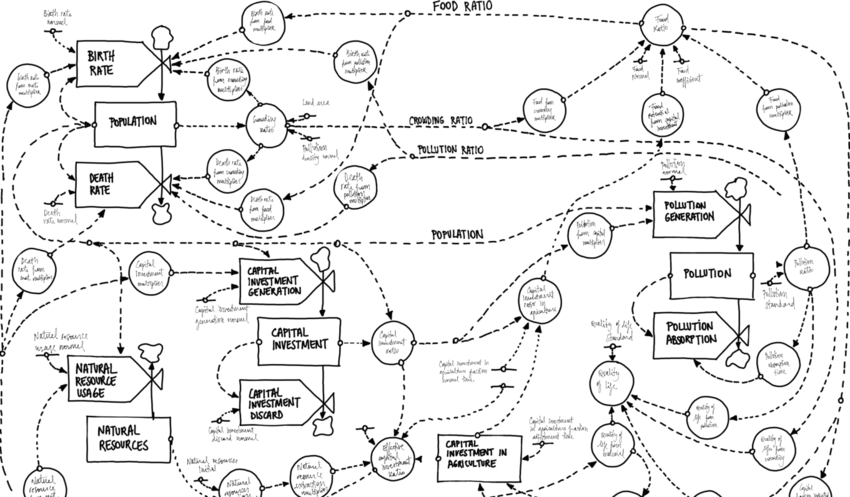 FOOD RATIO
Birth rate
normal
BIRTH
RATE
Birth rate
from food
multiplier
Food
Ratio
Birth rate
from pollution
multiplier
Birth rate
from crowding
multiplier
Food
normal
Food
coefficient
POPULATION
Crowding
ratio
Land area
CROWDING RATIO
Food from
crowding
multiplier
Food
potential
from capital
investment
Food
from pollution
multiplier
Pollution
POLLUTION RATIO
DEATH
RATE
Death rate
from crowding
multiplier
Death
rate from
pollution
multiplier
Death rate
from food
multiplier
Death
rate normal
Pollution
normal
POLLUTION
GENERATION
POPULATION
Pollution
from capital
multiplier
Death
rate from
multiplier
Capital
investment
multiplier
CAPITAL
INVESTMENT
GENERATION
Capital investment
generation normal
Capital
investment
ratio in
agriculture
POLLUTION
Pollution
ratio
Pollution
standard
Natural resource
usage normal
CAPITAL
INVESTMENT
Capital
investment
ratio
Quality of life
standard
POLLUTION
ABSORPTION
Pollution
absorption
time
NATURAL
RESOURCE
USAGE
Capital investment in
agriculture fraction
normal
Quality
of life
CAPITAL
INVESTMENT
DISCARD
Capital investment
discard normal
Quality of
life from
pollution
NATURAL
RESOURCES
Capital investment
in agriculture fraction
adjustment time
Quality of
life from
crowding
Quality of
life from
CAPITAL
INVESTMENT IN
AGRICULTURE
Effective
capital
investment
ratio
Natural resources
initial
Natural
resource
extraction
multiplier
Natural
resources
Natural
resource
Capital